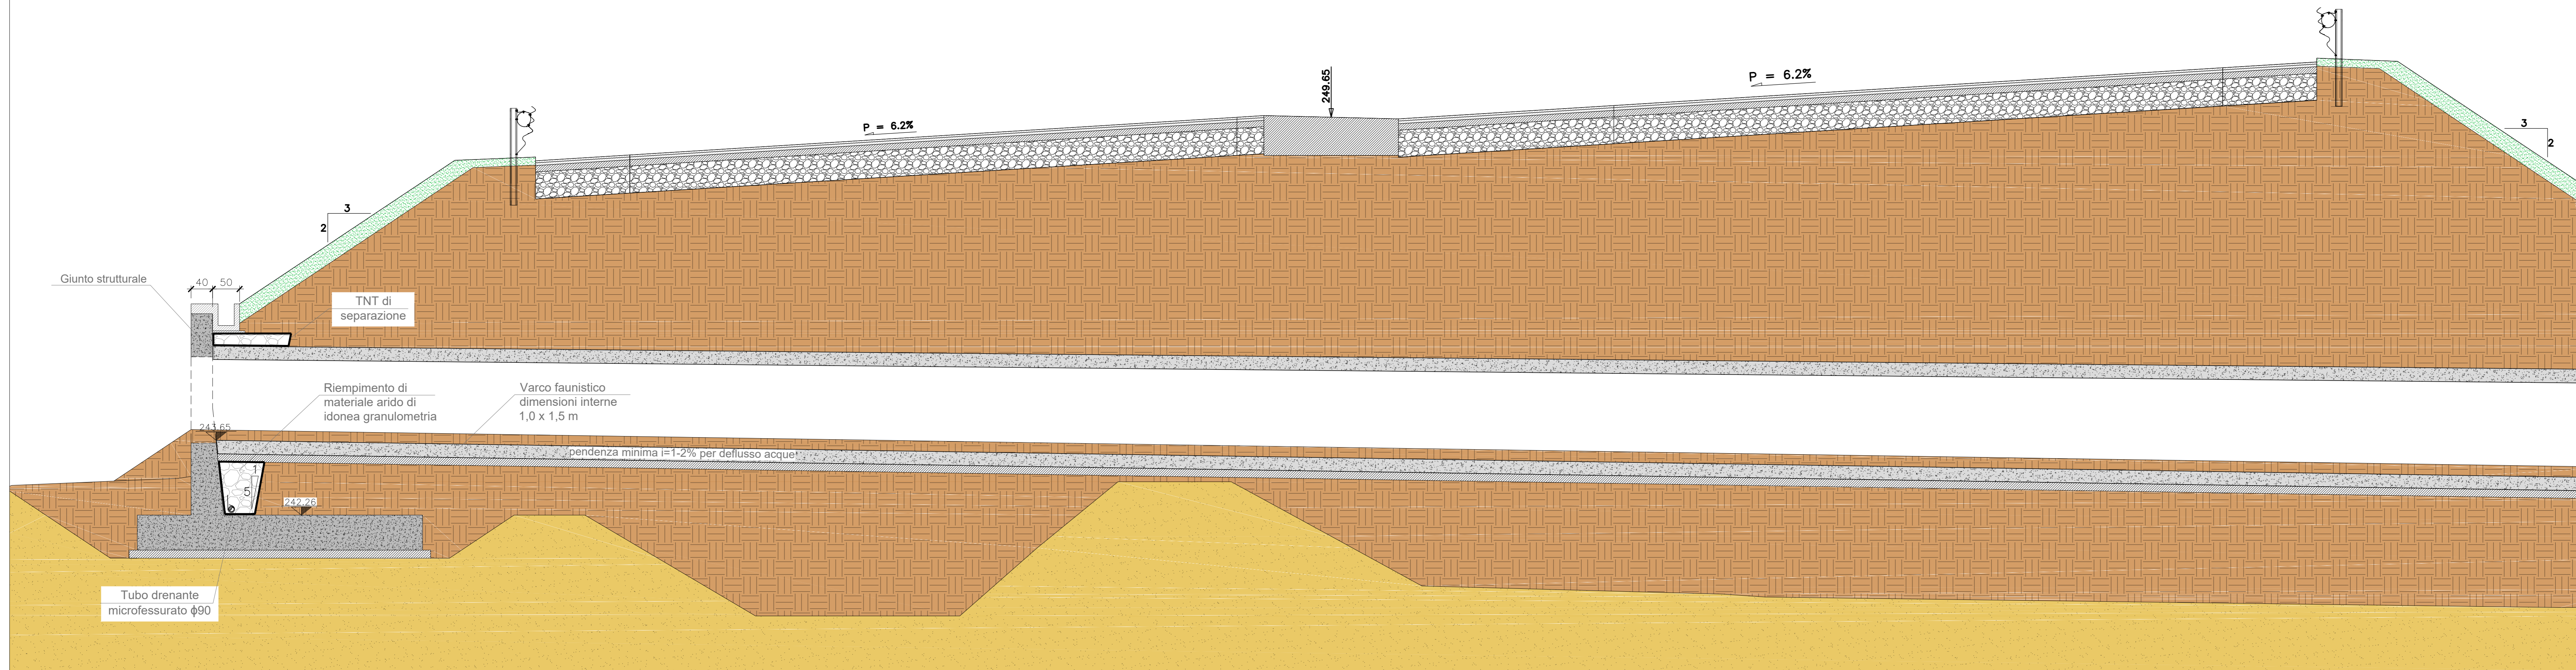 249.65
P = 6.2%
P = 6.2%
3
2
3
2
Giunto strutturale
40
50
TNT di
separazione
Riempimento di
materiale arido di
idonea granulometria
Varco faunistico
dimensioni interne
1,0 x 1,5 m
243.65
pendenza minima i=1-2% per deflusso acque
1
5
242.26
Tubo drenante
microfessurato ϕ90